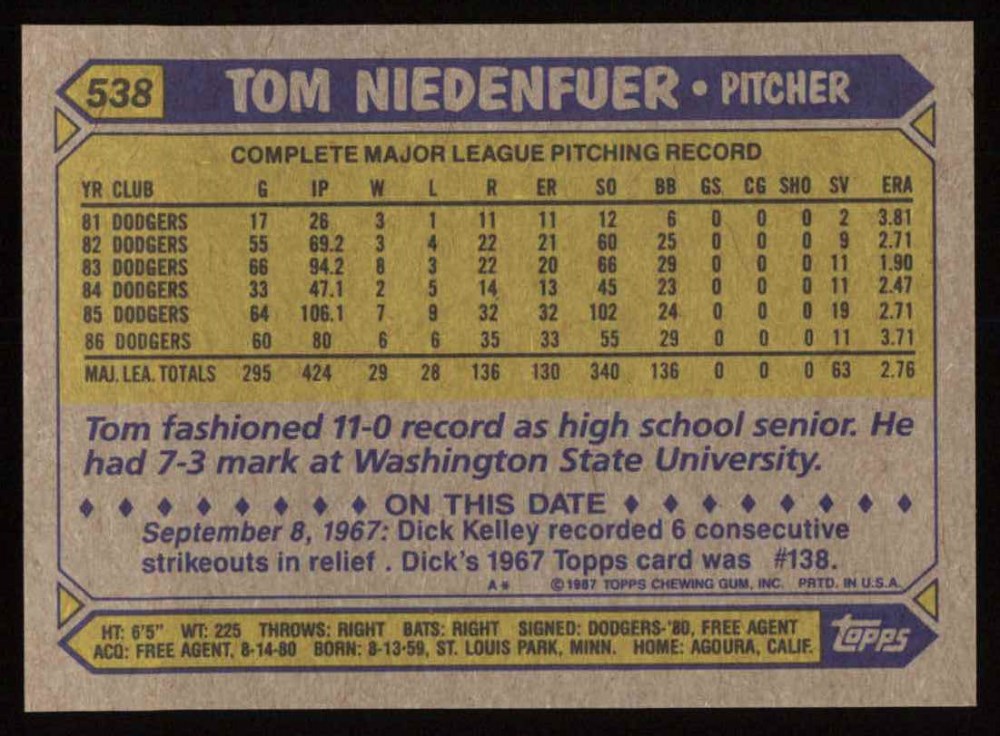 538 TOM NIEDENFUER • PITCHER
COMPLETE MAJOR LEAGUE PITCHING RECORD
YR CLUB G IP W L R ER SO BB GS CG SHO SV ERA
81 DODGERS 17 26 3 1 11 11 12 6 0 0 0 2 3.81
82 DODGERS 55 69.2 3 4 22 21 60 25 0 0 0 9 2.71
83 DODGERS 66 94.2 8 3 22 20 66 29 0 0 0 11 1.90
84 DODGERS 33 47.1 2 5 14 13 45 23 0 0 0 11 2.47
85 DODGERS 64 106.1 7 9 32 32 102 24 0 0 0 19 2.71
86 DODGERS 60 80 6 6 35 33 55 29 0 0 0 11 3.71
MAJ. LEA. TOTALS 295 424 29 28 136 130 340 136 0 0 0 63 2.76
Tom fashioned 11-0 record as high school senior. He
had 7-3 mark at Washington State University.
♦ ♦ ♦ ♦ ♦ ♦ ♦ ♦ ON THIS DATE ♦ ♦ ♦ ♦ ♦ ♦ ♦ ♦
September 8, 1967: Dick Kelley recorded 6 consecutive
strikeouts in relief . Dick's 1967 Topps card was #138.
A* ©1987 TOPPS CHEWING GUM, INC. PRTD. IN U.S.A.
HT: 6'5" WT: 225 THROWS: RIGHT BATS: RIGHT SIGNED: DODGERS-'80, FREE AGENT
ACQ: FREE AGENT, 8-14-80 BORN: 8-13-59, ST. LOUIS PARK, MINN. HOME: AGOURA, CALIF.
topps